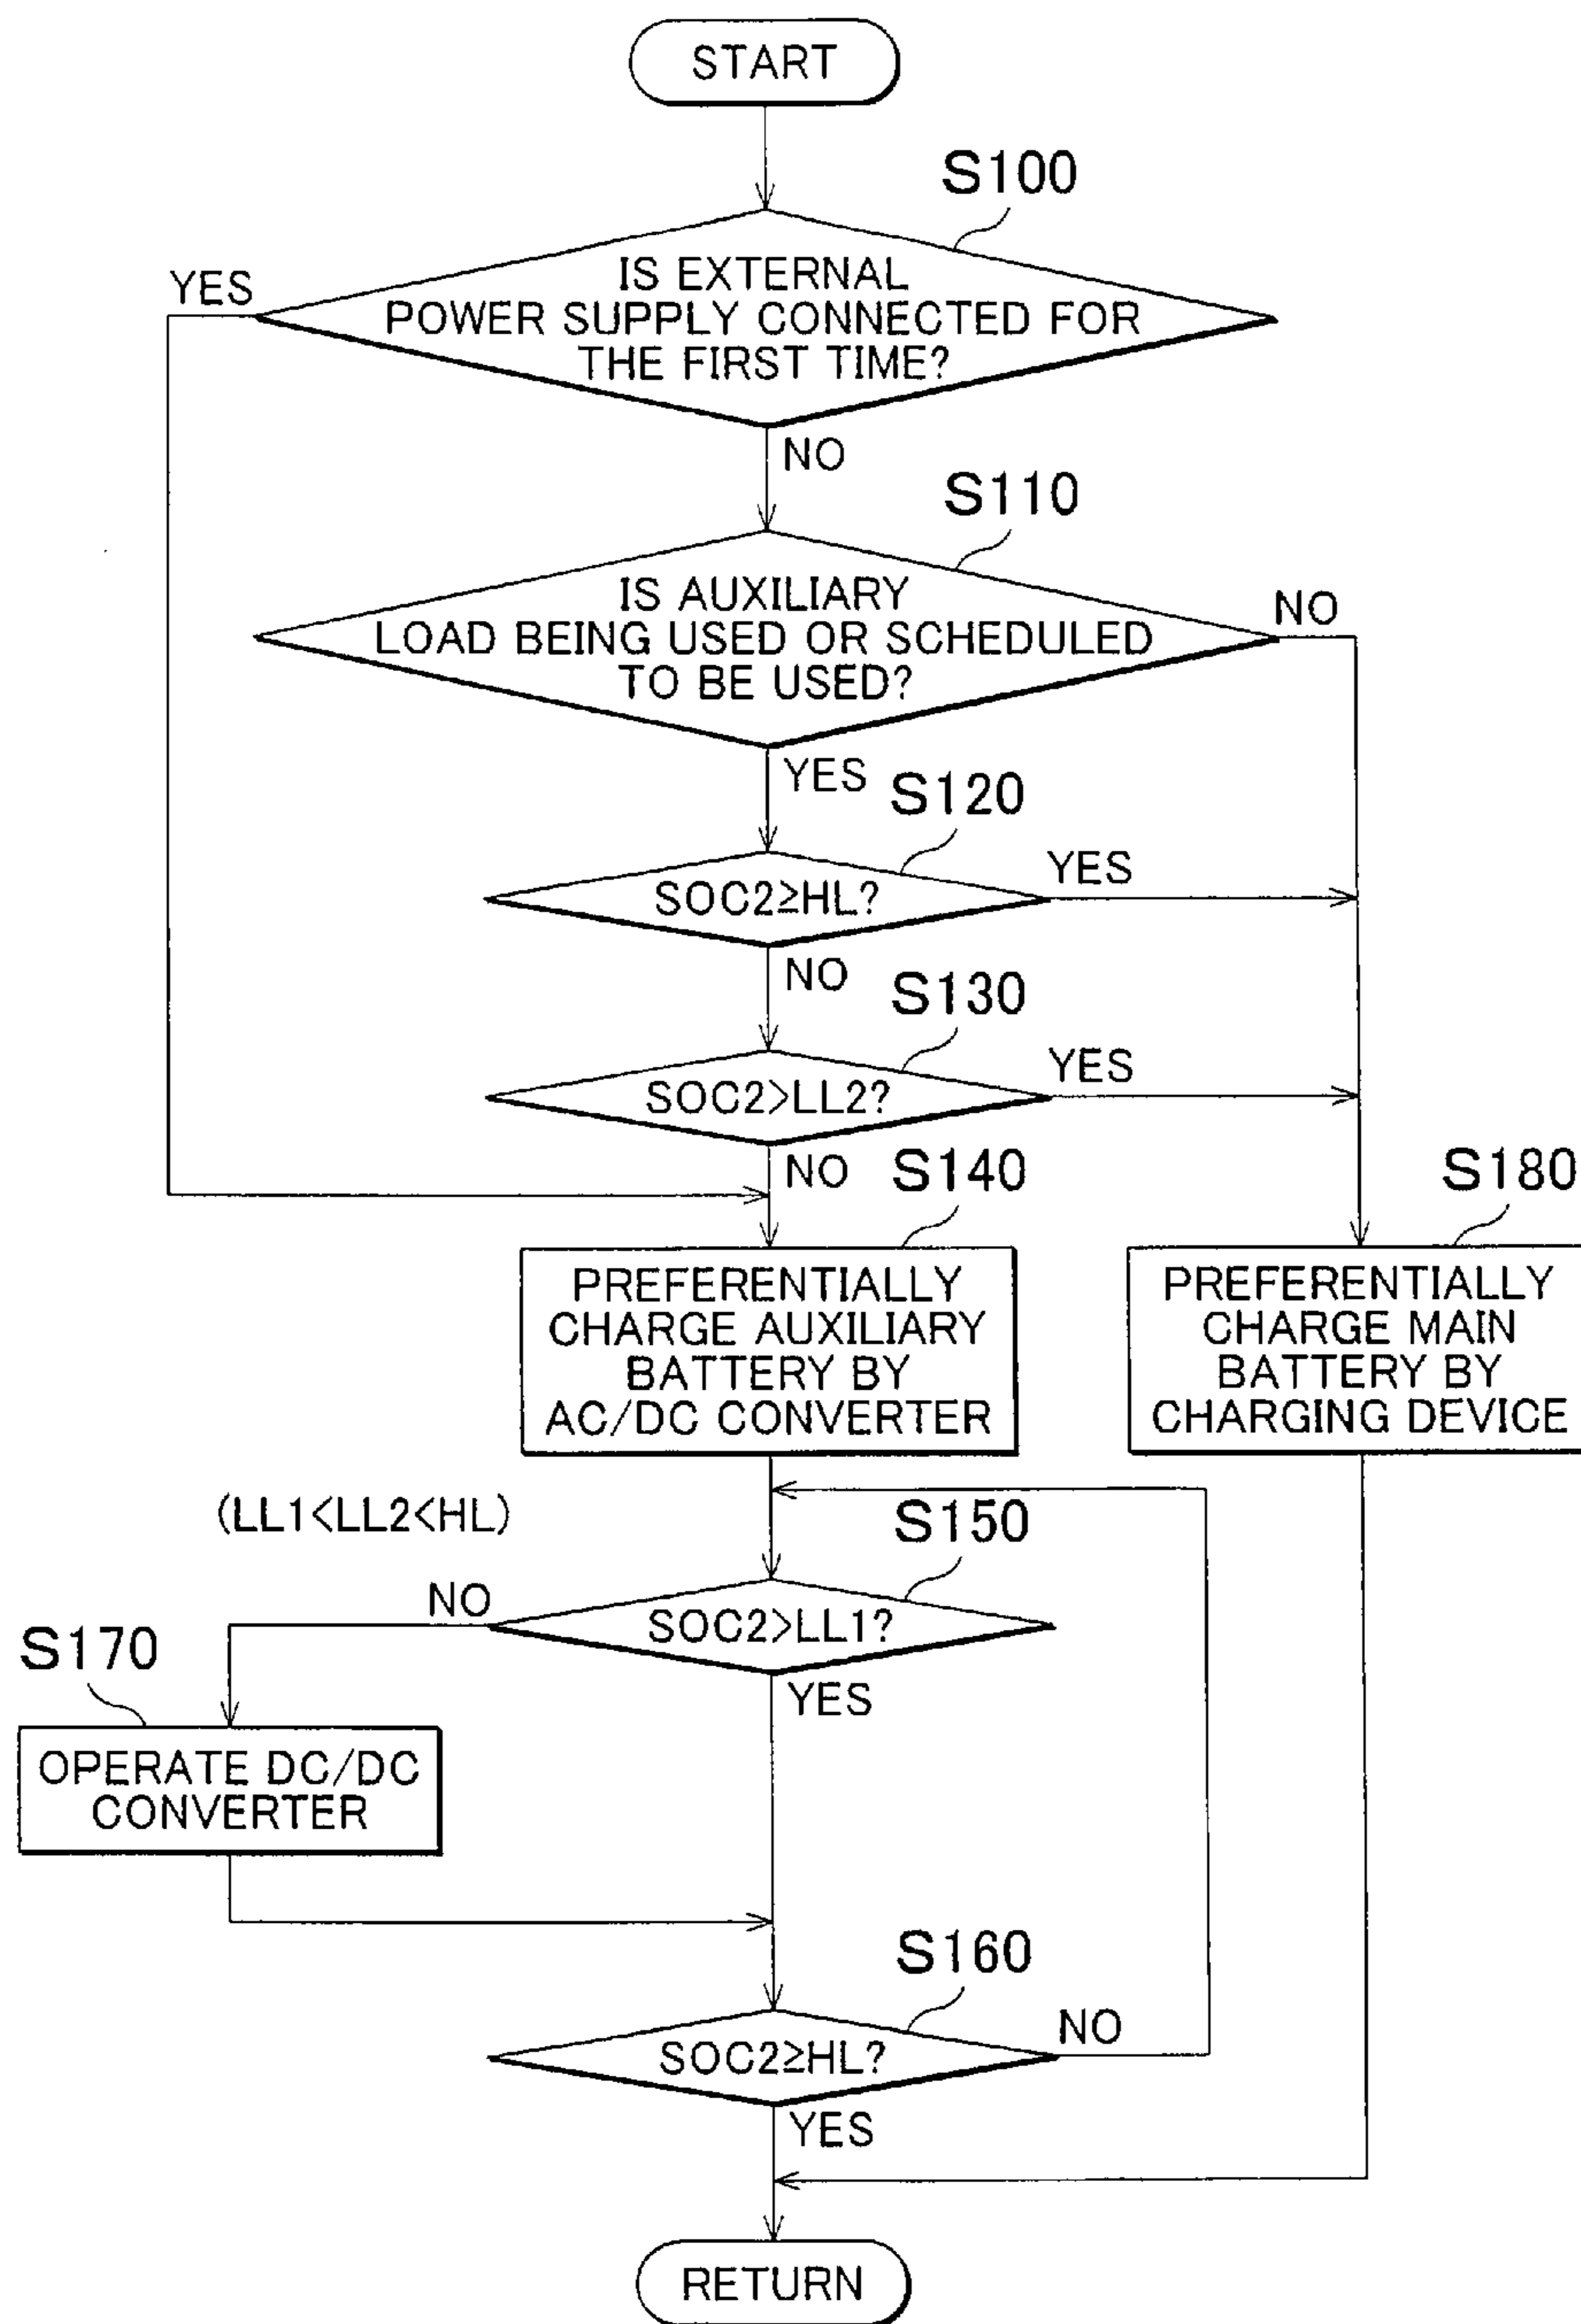 START
S100
IS EXTERNAL
POWER SUPPLY CONNECTED FOR
THE FIRST TIME?
YES
NO
S110
IS AUXILIARY
LOAD BEING USED OR SCHEDULED
TO BE USED?
NO
YES
S120
SOC2≥HL?
YES
NO
S130
SOC2>LL2?
YES
NO
S140
PREFERENTIALLY
CHARGE AUXILIARY
BATTERY BY
AC/DC CONVERTER
S180
PREFERENTIALLY
CHARGE MAIN
BATTERY BY
CHARGING DEVICE
(LL1<LL2<HL)
S150
SOC2>LL1?
NO
YES
S170
OPERATE DC/DC
CONVERTER
S160
SOC2≥HL?
NO
YES
RETURN